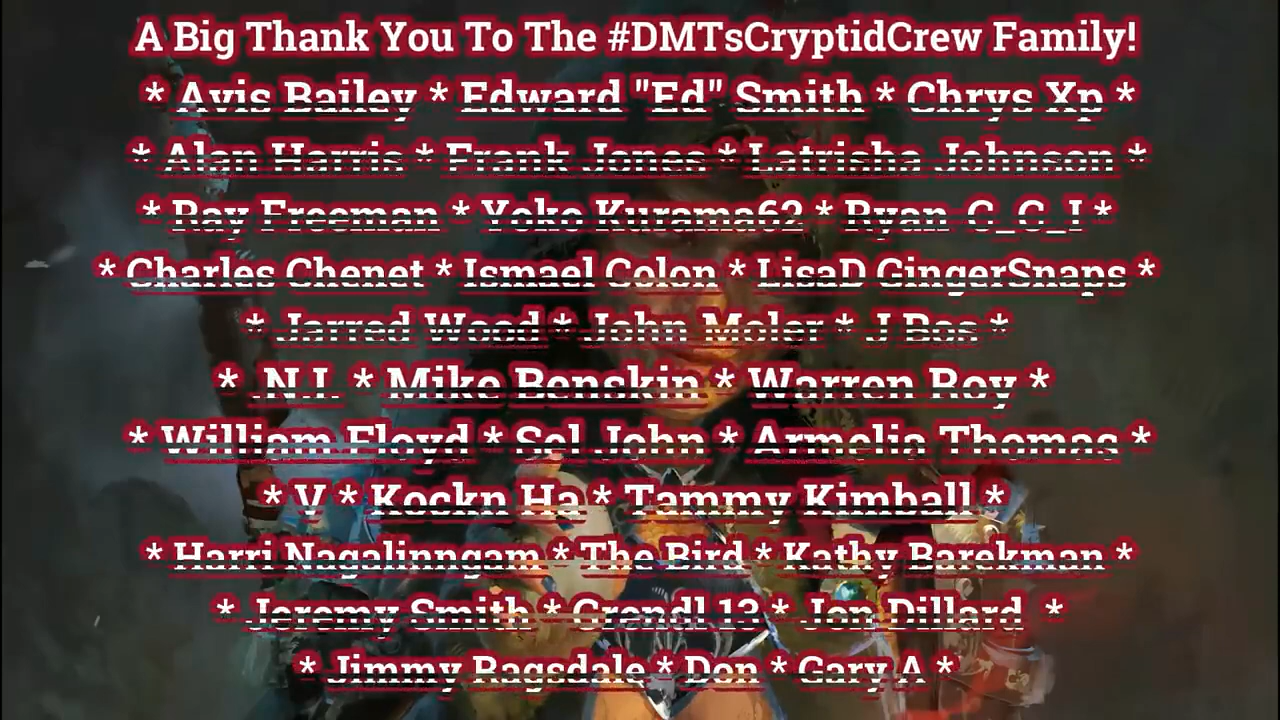 A Big Thank You To The #DMTsCryptidCrew Family!
* Avis Bailey * Edward "Ed" Smith * Chrys Xp *
* Alan Harris * Frank Jones * Latrisha Johnson *
* Ray Freeman * Yoko Kurama62 * Ryan C_C_I *
* Charles Chenet * Ismael Colon * LisaD GingerSnaps *
* Jarred Wood * John Moler * J Bos *
* .N.I. * Mike Benskin * Warren Roy *
* William Floyd * Sel John * Armelia Thomas *
* V * Kockn Ha * Tammy Kimball *
* Harri Nagalinngam * The Bird * Kathy Barekman *
* Jeremy Smith * Grendl 13 * Jon Dillard *
* Jimmy Ragsdale * Don * Gary A *